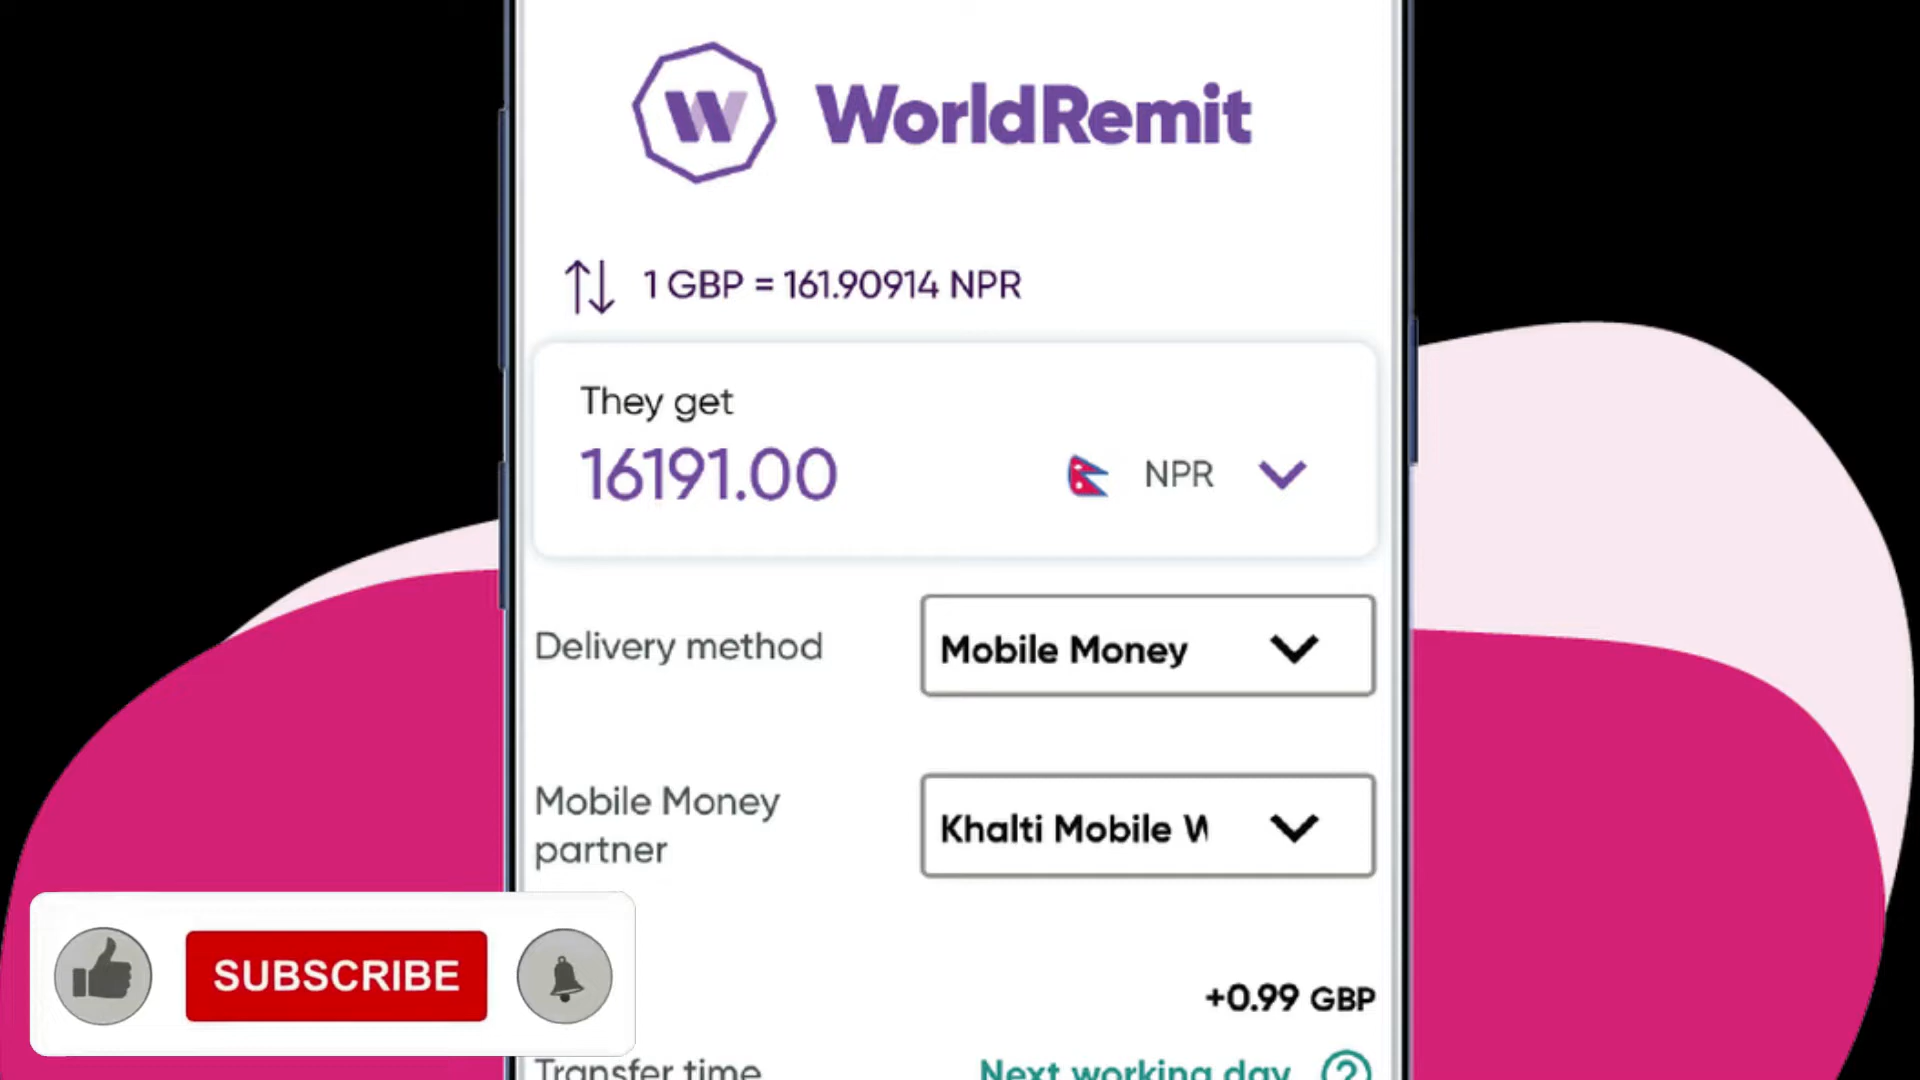 W WorldRemit
1 GBP = 161.90914 NPR
They get
16191.00 NPR
Delivery method Mobile Money
Mobile Money
partner
Khalti Mobile W
+0.99 GBP
Transfer time Next working day ?
SUBSCRIBE